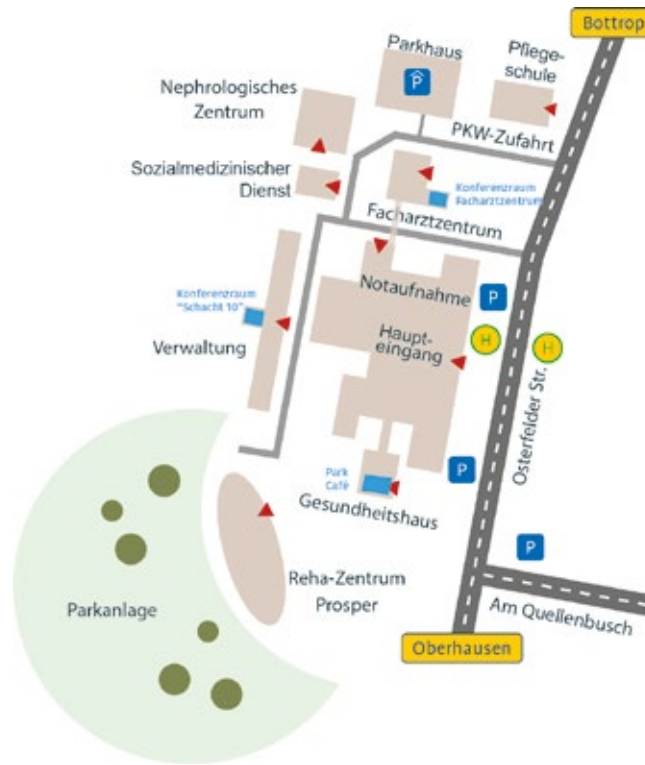 Bottrop
Parkhaus
P
Pflege-
schule
Nephrologisches
Zentrum
PKW-Zufahrt
Sozialmedizinischer
Dienst
Konferenzraum
Facharztzentrum
Facharztzentrum
Konferenzraum
"Schacht 10"
Notaufnahme
P
Verwaltung
Haupt-
eingang
H
H
Osterfelder Str.
Park
Café
P
Gesundheitshaus
P
Reha-Zentrum
Prosper
Parkanlage
Am Quellenbusch
Oberhausen